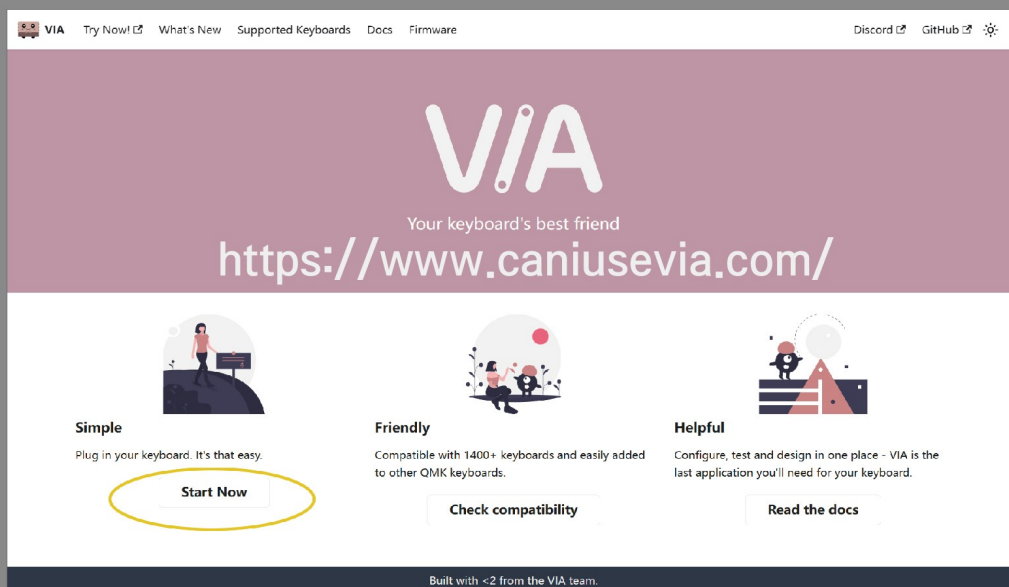 VIA Try Now! What's New Supported Keyboards Docs Firmware Discord GitHub
VIA
Your keyboard's best friend
https://www.caniusevia.com/
Simple
Plug in your keyboard. It's that easy.
Start Now
Friendly
Compatible with 1400+ keyboards and easily added
to other QMK keyboards.
Check compatibility
Helpful
Configure, test and design in one place - VIA is the
last application you'll need for your keyboard.
Read the docs
Built with <2 from the VIA team.